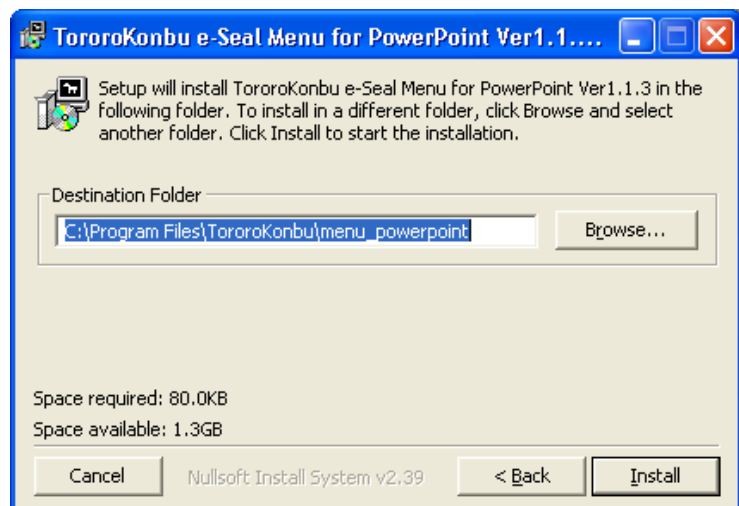 TororoKonbu e-Seal Menu for PowerPoint Ver1.1....
Setup will install TororoKonbu e-Seal Menu for PowerPoint Ver1.1.3 in the
following folder. To install in a different folder, click Browse and select
another folder. Click Install to start the installation.
Destination Folder
C:\Program Files\TororoKonbu\menu_powerpoint
Browse...
Space required: 80.0KB
Space available: 1.3GB
Cancel
Nullsoft Install System v2.39
< Back
Install